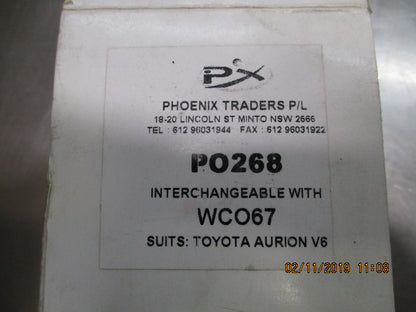 PX
PHOENIX TRADERS P/L
18-20 LINCOLN ST MINTO NSW 2566
TEL : 612 96031944 FAX : 612 96031922
PO268
INTERCHANGEABLE WITH
WCO67
SUITS: TOYOTA AURION V6
02/11/2019 11:08